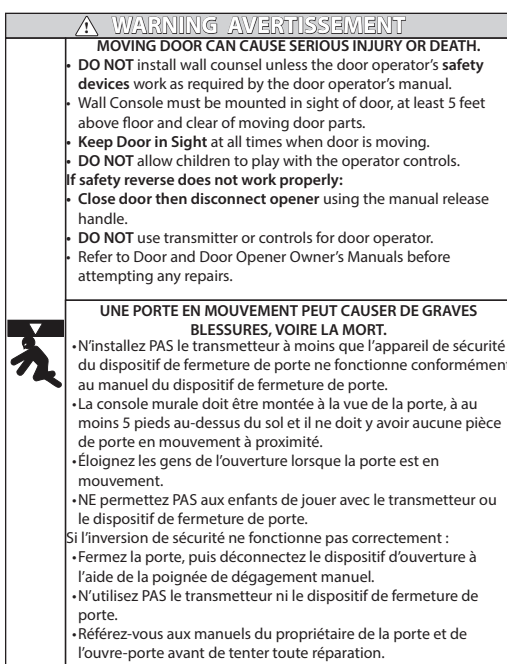 WARNING AVERTISSEMENT
MOVING DOOR CAN CAUSE SERIOUS INJURY OR DEATH.
• DO NOT install wall counsel unless the door operator's safety
devices work as required by the door operator's manual.
• Wall Console must be mounted in sight of door, at least 5 feet
above floor and clear of moving door parts.
• Keep Door in Sight at all times when door is moving.
• DO NOT allow children to play with the operator controls.
If safety reverse does not work properly:
• Close door then disconnect opener using the manual release
handle.
• DO NOT use transmitter or controls for door operator.
• Refer to Door and Door Opener Owner's Manuals before
attempting any repairs.
UNE PORTE EN MOUVEMENT PEUT CAUSER DE GRAVES
BLESSURES, VOIRE LA MORT.
•N'installez PAS le transmetteur à moins que l'appareil de sécurité
du dispositif de fermeture de porte ne fonctionne conformément
au manuel du dispositif de fermeture de porte.
•La console murale doit être montée à la vue de la porte, à au
moins 5 pieds au-dessus du sol et il ne doit y avoir aucune pièce
de porte en mouvement à proximité.
•Éloignez les gens de l'ouverture lorsque la porte est en
mouvement.
•NE permettez PAS aux enfants de jouer avec le transmetteur ou
le dispositif de fermeture de porte.
Si l'inversion de sécurité ne fonctionne pas correctement :
•Fermez la porte, puis déconnectez le dispositif d'ouverture à
l'aide de la poignée de dégagement manuel.
•N'utilisez PAS le transmetteur ni le dispositif de fermeture de
porte.
•Référez-vous aux manuels du propriétaire de la porte et de
l'ouvre-porte avant de tenter toute réparation.